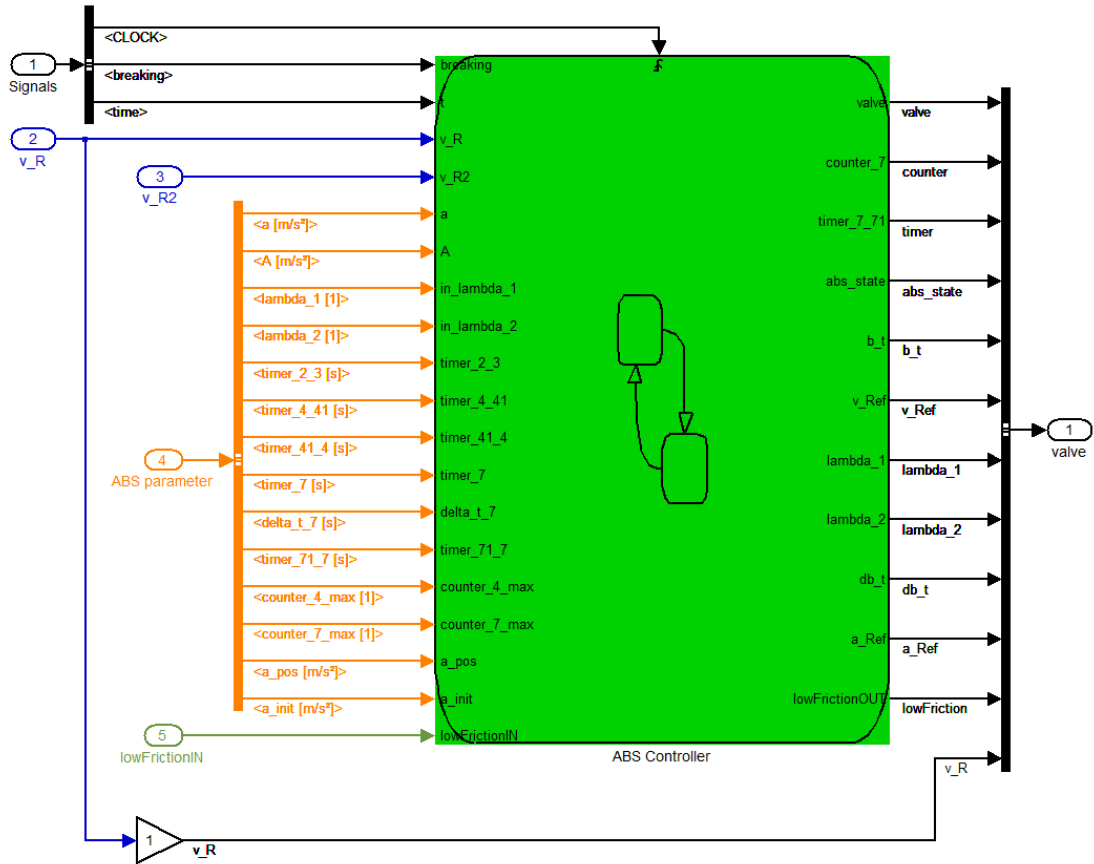 <CLOCK>
1
Signals
<breaking>
<time>
2
v_R
3
v_R2
<a [m/s²]>
<A [m/s²]>
<lambda_1 [1]>
<lambda_2 [1]>
<timer_2_3 [s]>
<timer_4_41 [s]>
<timer_41_4 [s]>
4
ABS parameter
<timer_7 [s]>
<delta_t_7 [s]>
<timer_71_7 [s]>
<counter_4_max [1]>
<counter_7_max [1]>
<a_pos [m/s²]>
<a_init [m/s²]>
5
lowFrictionIN
breaking
t
v_R
v_R2
a
A
in_lambda_1
in_lambda_2
timer_2_3
timer_4_41
timer_41_4
timer_7
delta_t_7
timer_71_7
counter_4_max
counter_7_max
a_pos
a_init
lowFrictionIN
valve
counter_7
timer_7_71
abs_state
b_t
v_Ref
lambda_1
lambda_2
db_t
a_Ref
lowFrictionOUT
ABS Controller
valve
counter
timer
abs_state
b_t
v_Ref
lambda_1
lambda_2
db_t
a_Ref
lowFriction
v_R
1
valve
1
v_R